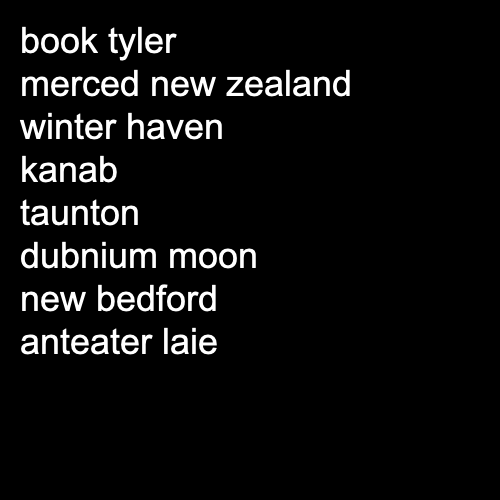 book tyler
merced new zealand
winter haven
kanab
taunton
dubnium moon
new bedford
anteater laie